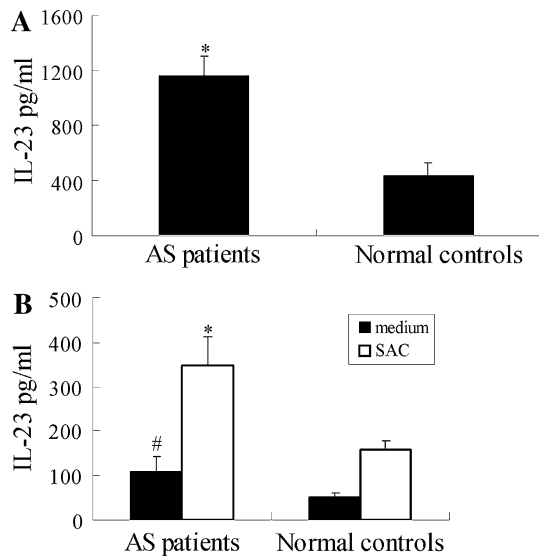 A
IL-23 pg/ml
1600
1200
800
400
0
*
AS patients
Normal controls
B
IL-23 pg/ml
500
400
300
200
100
0
#
*
medium
SAC
AS patients
Normal controls